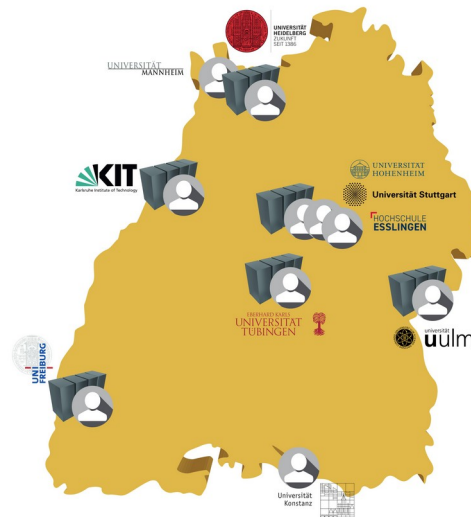 UNIVERSITÄT
HEIDELBERG
ZUKUNFT
SEIT 1386
UNIVERSITÄT
MANNHEIM
KIT
Karlsruhe Institute of Technology
UNIVERSITÄT
HOHENHEIM
Universität Stuttgart
HOCHSCHULE
ESSLINGEN
EBERHARD KARLS
UNIVERSITÄT
TÜBINGEN
universität
uulm
UNI
FREIBURG
Universität
Konstanz